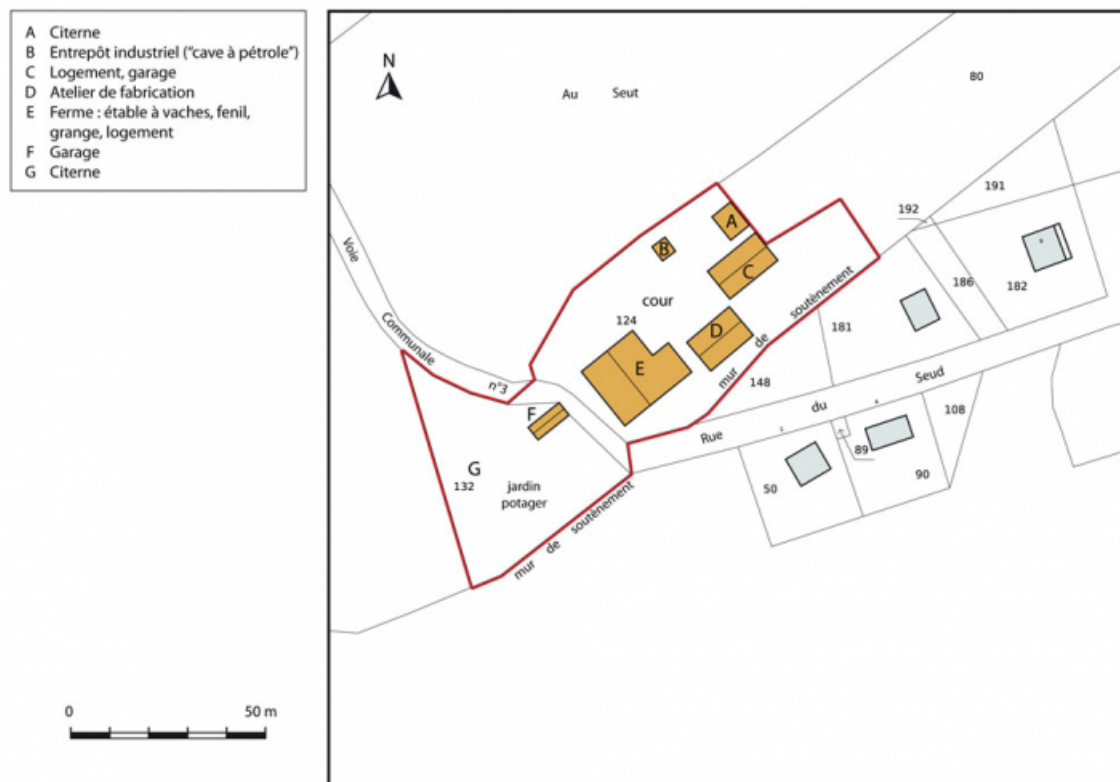 A Citerne
B Entrepôt industriel ("cave à pétrole")
C Logement, garage
D Atelier de fabrication
E Ferme : étable à vaches, fenil,
grange, logement
F Garage
G Citerne
N
Au Seut
80
191
192
A
B
Voie
C
186
182
cour
mur de soutènement
124
181
Communale
D
E
n°3
148
Seud
du
Rue
F
108
89
G
132
jardin
potager
50
90
mur de soutènement
0 50 m